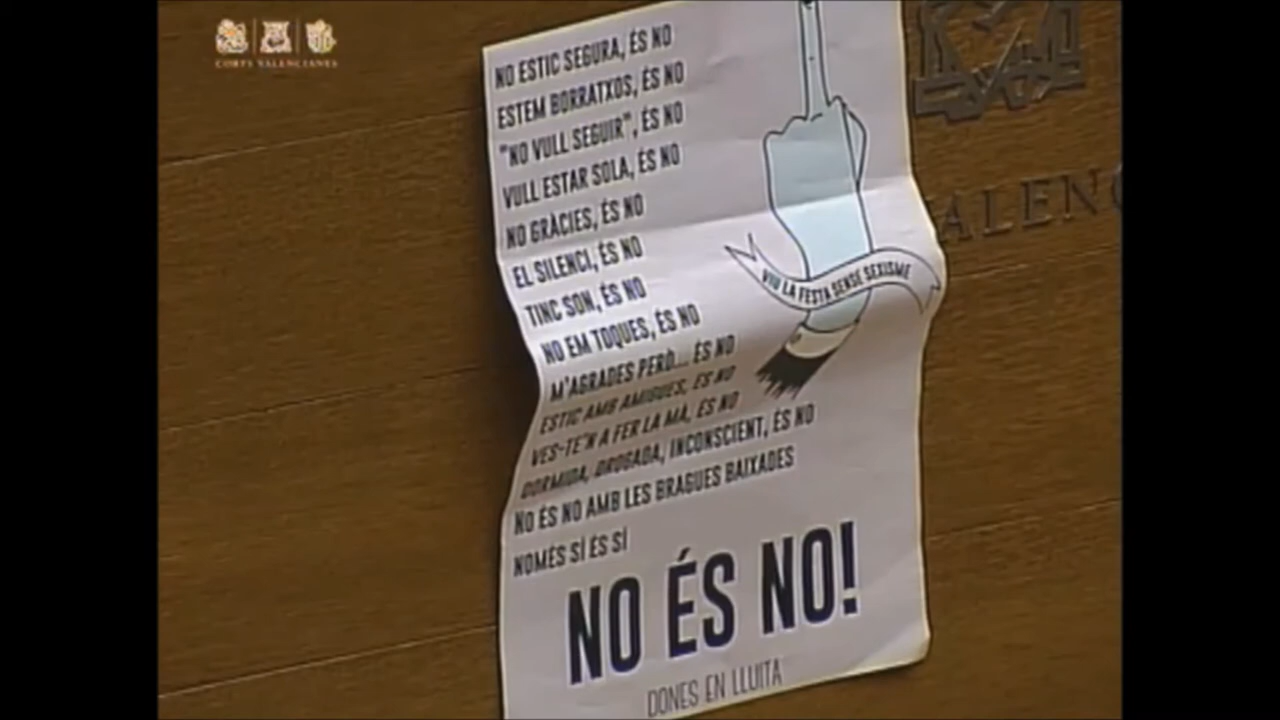 CORTS VALENCIANES
NO ESTIC SEGURA, ÉS NO
ESTEM BORRATXOS, ÉS NO
"NO VULL SEGUIR", ÉS NO
VULL ESTAR SOLA, ÉS NO
NO GRÀCIES, ÉS NO
EL SILENCI, ÉS NO
TINC SON, ÉS NO
NO EM TOQUES, ÉS NO
M'AGRADES PERÒ... ÉS NO
ESTIC AMB AMIGUES, ÉS NO
VES-TE'N A FER LA MÀ, ÉS NO
DORMIDA, DROGADA, INCONSCIENT, ÉS NO
NO ÉS NO AMB LES BRAGUES BAIXADES
NOMÉS SÍ ÉS SÍ
NO ÉS NO!
DONES EN LLUITA
VIU LA FESTA SENSE SEXISME
VALENC